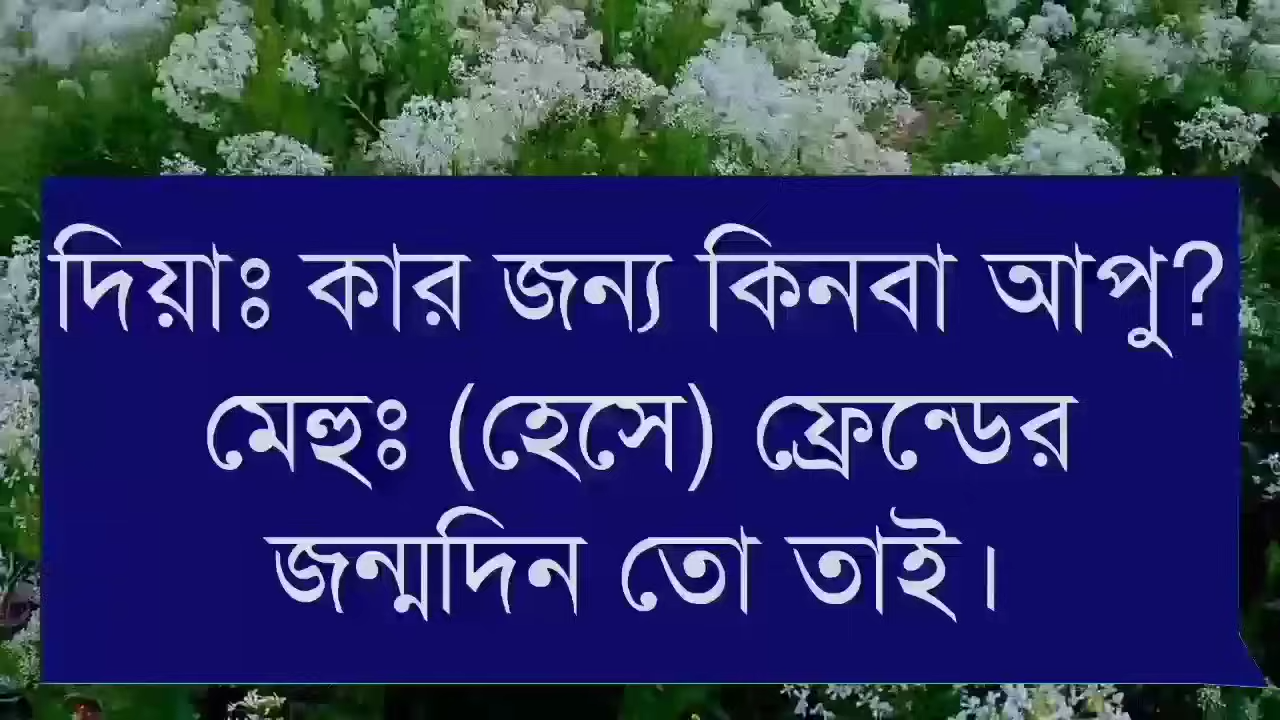 দিয়াঃ কার জন্য কিনবা আপু?
মেহুঃ (হেসে) ফ্রেন্ডের
জন্মদিন তো তাই।